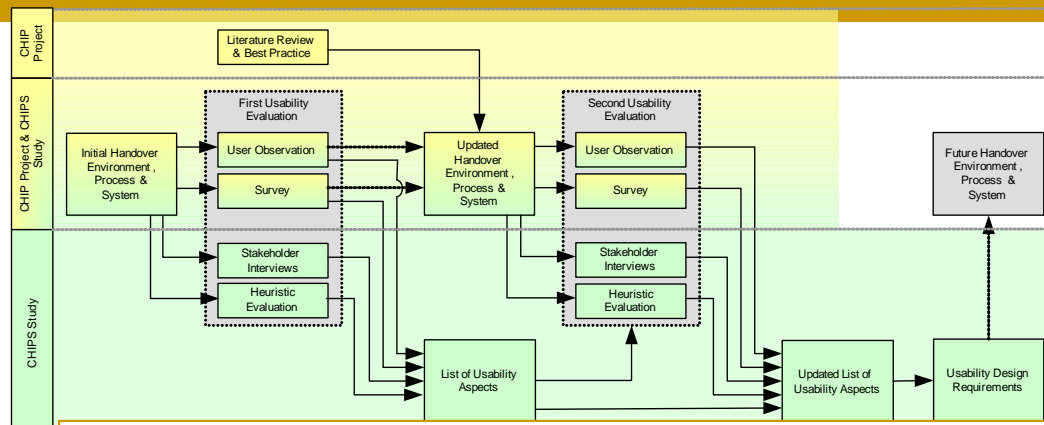 CHIP
Project
Literature Review
& Best Practice
CHIP Project & CHIPS
Study
First Usability
Evaluation
Second Usability
Evaluation
Initial Handover
Environment ,
Process &
System
User Observation
Survey
Updated
Handover
Environment ,
Process &
System
User Observation
Survey
Future Handover
Environment ,
Process &
System
CHIPS Study
Stakeholder
Interviews
Heuristic
Evaluation
Stakeholder
Interviews
Heuristic
Evaluation
List of Usability
Aspects
Updated List of
Usability Aspects
Usability Design
Requirements